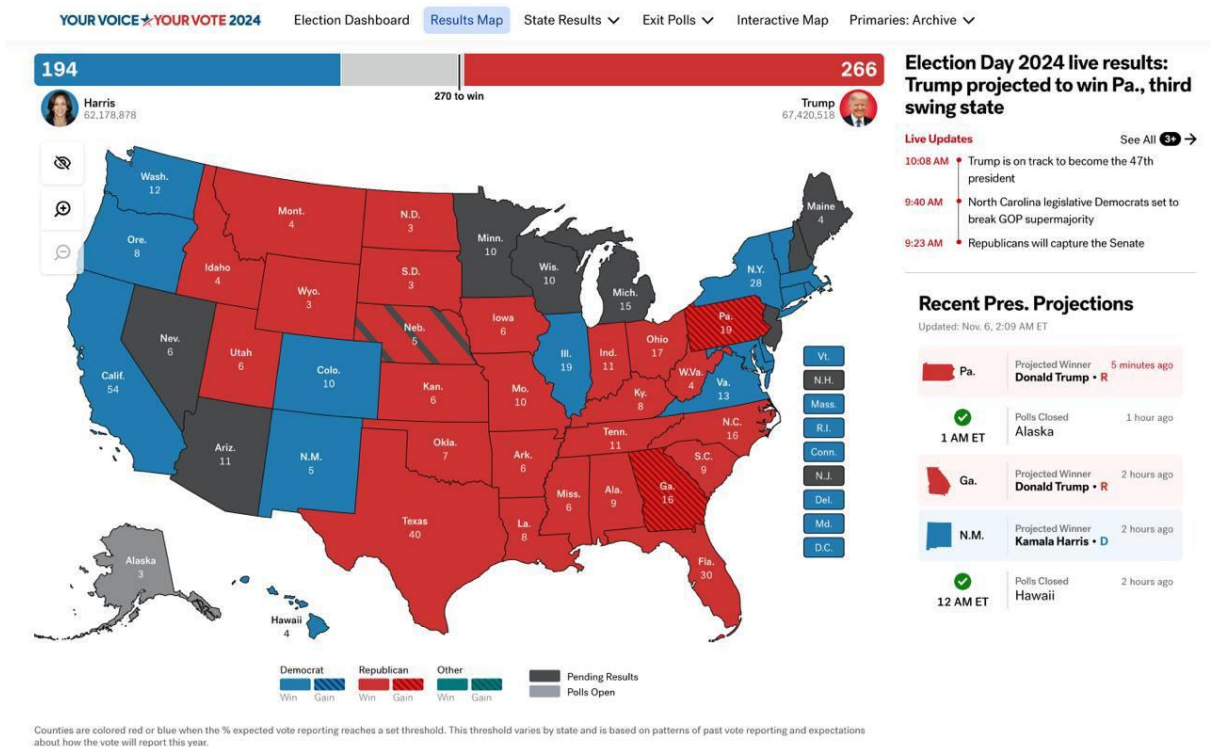 YOUR VOICE YOUR VOTE 2024
Election Dashboard
Results Map
State Results
Exit Polls
Interactive Map
Primaries: Archive
194
266
270 to win
Harris
62,178,878
Trump
67,420,518
Wash.
12
Ore.
8
Calif.
54
Nev.
6
Idaho
4
Mont.
4
Wyo.
3
Utah
6
Ariz.
11
Colo.
10
N.M.
5
N.D.
3
S.D.
3
Neb.
5
Kan.
6
Okla.
7
Texas
40
Minn.
10
Iowa
6
Mo.
10
Ark.
6
La.
8
Wis.
10
Ill.
19
Mich.
15
Ind.
11
Ohio
17
Ky.
8
Tenn.
11
Miss.
6
Ala.
9
Ga.
16
Fla.
30
S.C.
9
N.C.
16
Va.
13
W.Va.
4
Pa.
19
N.Y.
28
Maine
4
Alaska
3
Hawaii
4
Vt.
N.H.
Mass.
R.I.
Conn.
N.J.
Del.
Md.
D.C.
Democrat
Win
Gain
Republican
Win
Gain
Other
Win
Gain
Pending Results
Polls Open
Counties are colored red or blue when the % expected vote reporting reaches a set threshold. This threshold varies by state and is based on patterns of past vote reporting and expectations
about how the vote will report this year.
Election Day 2024 live results:
Trump projected to win Pa., third
swing state
Live Updates
See All 3+
10:08 AM Trump is on track to become the 47th
president
9:40 AM North Carolina legislative Democrats set to
break GOP supermajority
9:23 AM Republicans will capture the Senate
Recent Pres. Projections
Updated: Nov. 6, 2:09 AM ET
Pa.
Projected Winner
5 minutes ago
Donald Trump • R
1 AM ET
Polls Closed
1 hour ago
Alaska
Ga.
Projected Winner
2 hours ago
Donald Trump • R
N.M.
Projected Winner
2 hours ago
Kamala Harris • D
12 AM ET
Polls Closed
2 hours ago
Hawaii